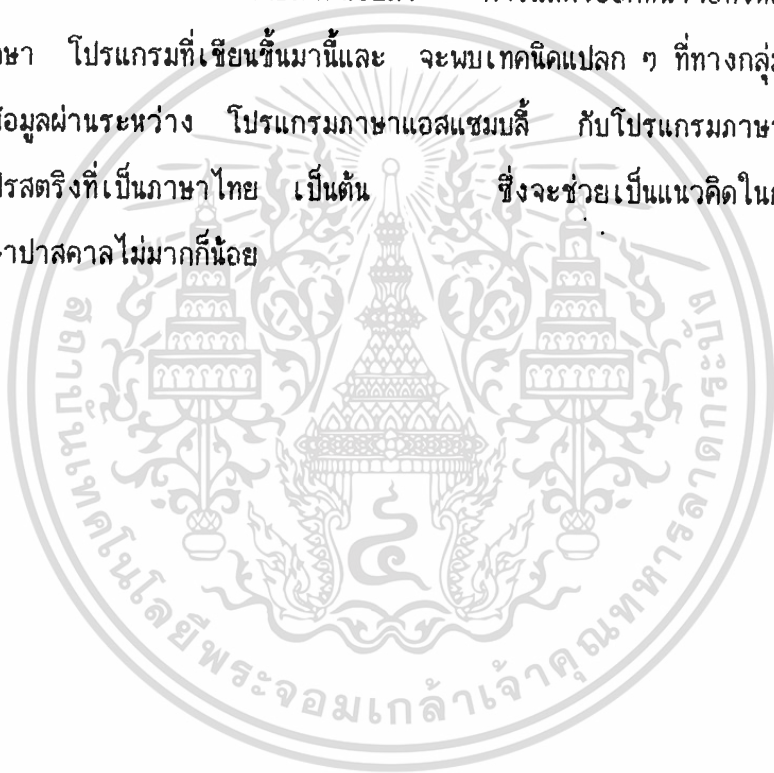 ษา โปรแกรมที่เขียนขึ้นมานี้และ จะพบเทคนิคแปลก ๆ ที่ทางกลุ่ม
ข้อมูลผ่านระหว่าง โปรแกรมภาษาแอสแซมบลี้ กับโปรแกรมภาษา
ปรสตริงที่เป็นภาษาไทย เป็นต้น ซึ่งจะช่วยเป็นแนวคิดใน
าปาสคาลไม่มากก็น้อย
สถาบันเทคโนโลยีพระจอมเกล้าเจ้าคุณทหารลาดกระบัง